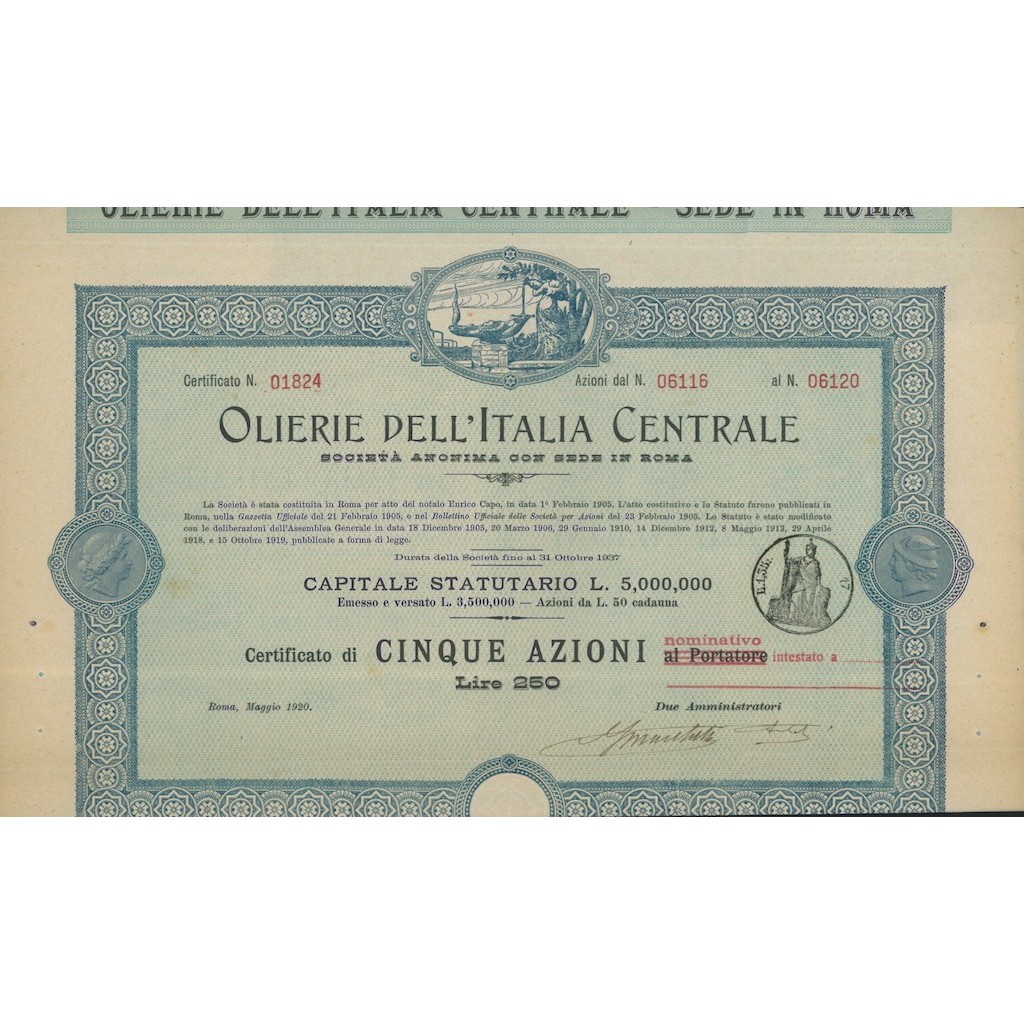 OLIERIE DELL'ITALIA CENTRALE - SEDE IN ROMA
Certificato N. 01824 Azioni dal N. 06116 al N. 06120
OLIERIE DELL'ITALIA CENTRALE
SOCIETÀ ANONIMA CON SEDE IN ROMA
La Società è stata costituita in Roma per atto del notaio Enrico Capo, in data 1° Febbraio 1905. L'atto costitutivo e lo Statuto furono pubblicati in
Roma, nella Gazzetta Ufficiale del 21 Febbraio 1905, e nel Bollettino Ufficiale delle Società per Azioni del 23 Febbraio 1905. Lo Statuto è stato modificato
con le deliberazioni dell'Assemblea Generale in data 18 Dicembre 1905, 20 Marzo 1906, 29 Gennaio 1910, 14 Dicembre 1912, 8 Maggio 1913, 29 Aprile
1918, e 15 Ottobre 1919, pubblicate a forma di legge.
Durata della Società fino al 31 Ottobre 1937
CAPITALE STATUTARIO L. 5,000,000
Emesso e versato L. 3,500,000 — Azioni da L. 50 cadauna
nominativo
Certificato di CINQUE AZIONI al Portatore intestato a
Lire 250
Roma, Maggio 1920. Due Amministratori